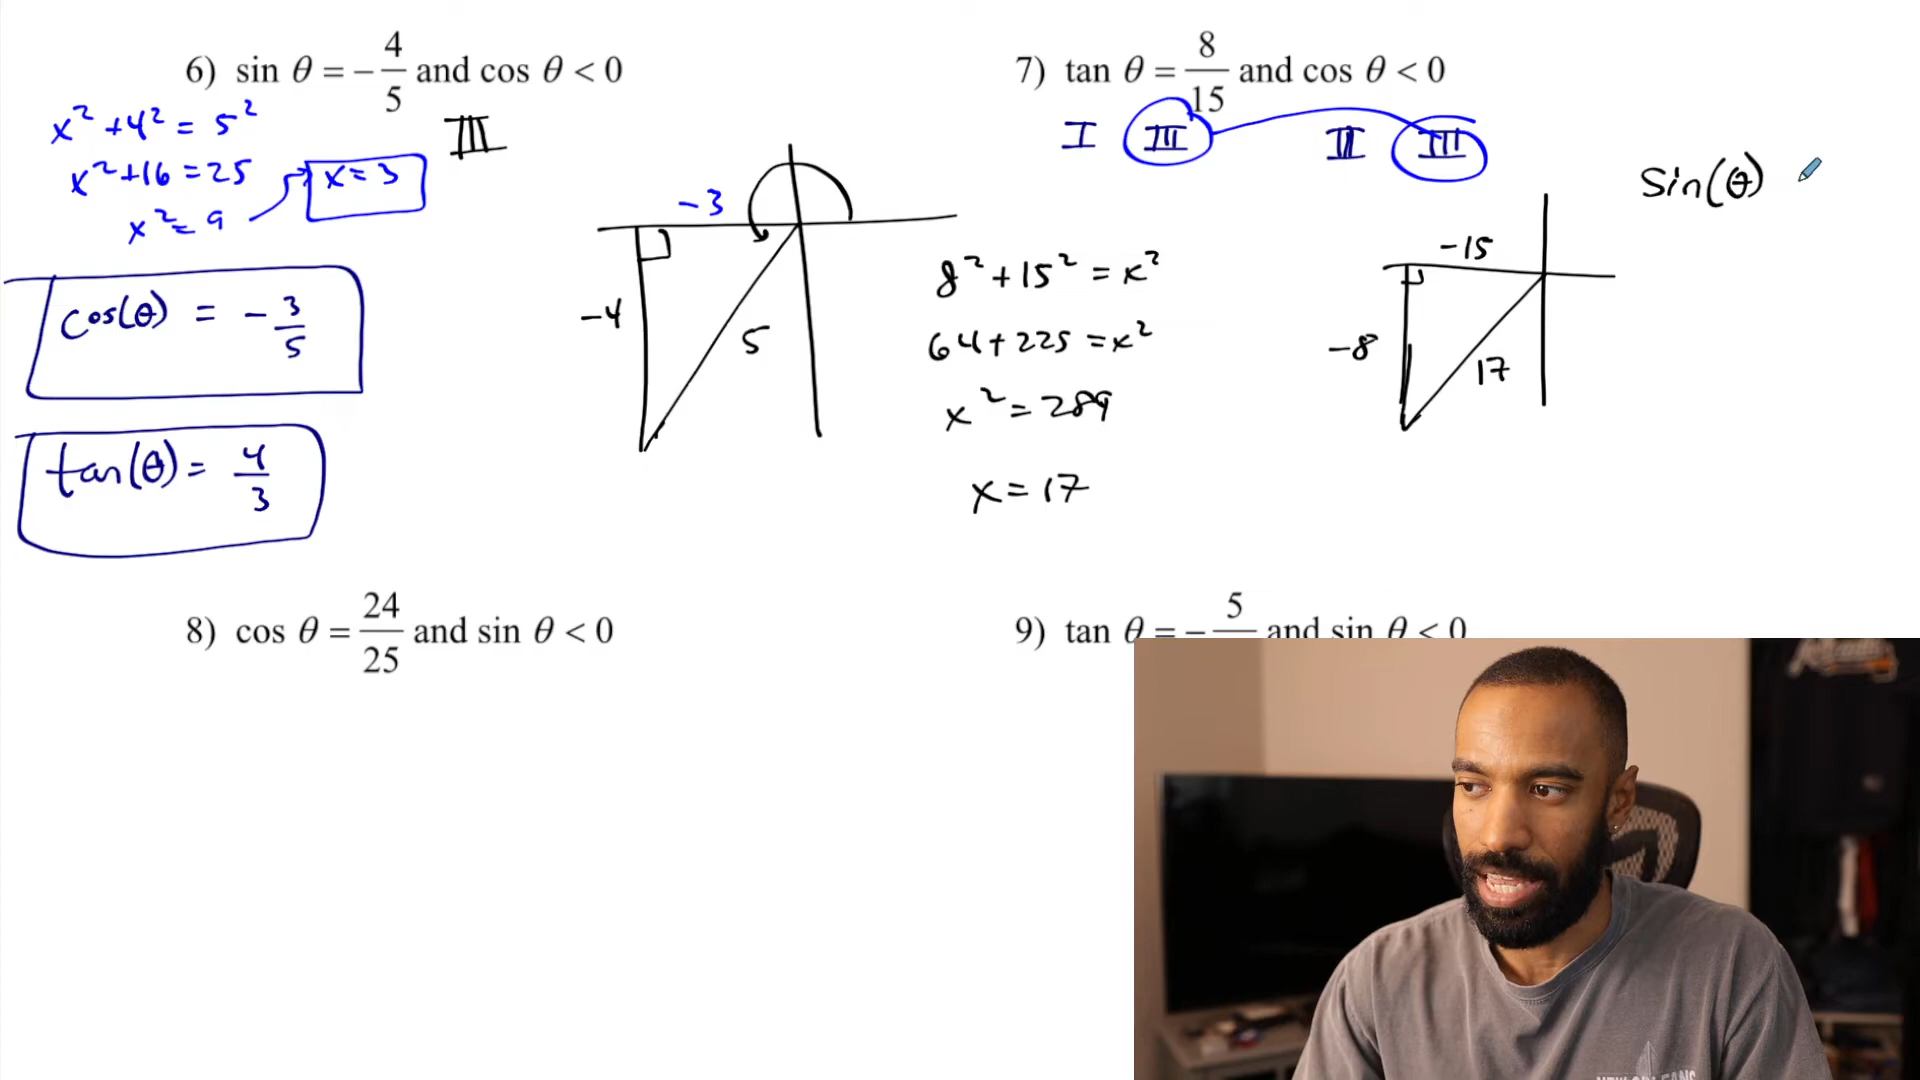 6) sin θ = -4/5 and cos θ < 0
x² + 4² = 5²
x² + 16 = 25
x² = 9
x = 3
III
-3
-4
5
cos(θ) = -3/5
tan(θ) = 4/3
7) tan θ = 8/15 and cos θ < 0
I III II III
sin(θ)
8² + 15² = x²
64 + 225 = x²
x² = 289
x = 17
-15
-8
17
8) cos θ = 24/25 and sin θ < 0
9) tan θ = -5 and sin θ < 0